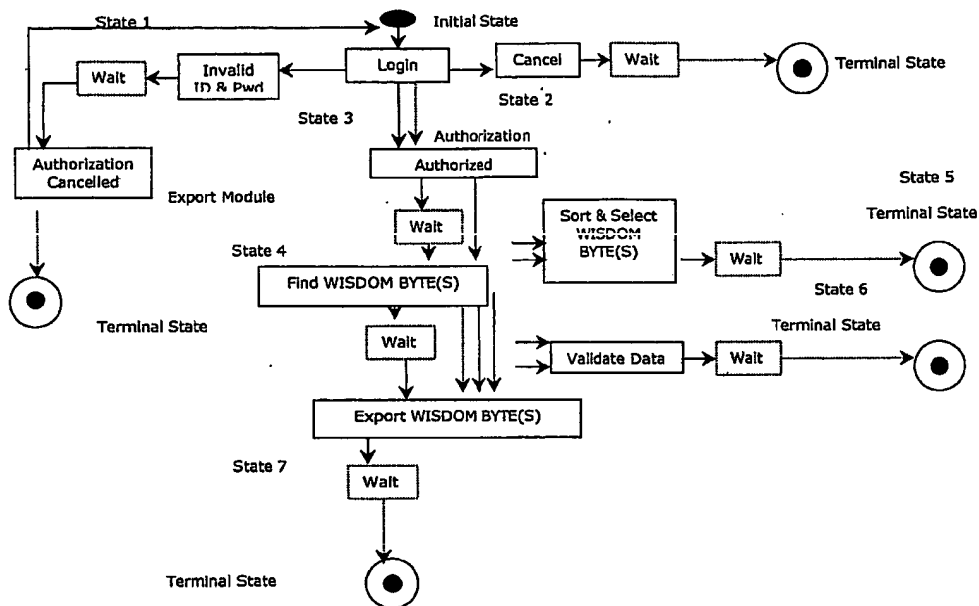 State 1
Initial State
Login
Cancel
Wait
Terminal State
Wait
Invalid
ID & Pwd
State 2
State 3
Authorization
Authorized
Authorization
Cancelled
Export Module
Wait
Sort & Select
WISDOM
BYTE(S)
State 5
Terminal State
State 4
Find WISDOM BYTE(S)
Wait
State 6
Terminal State
Terminal State
Wait
Validate Data
Wait
Export WISDOM BYTE(S)
State 7
Wait
Terminal State